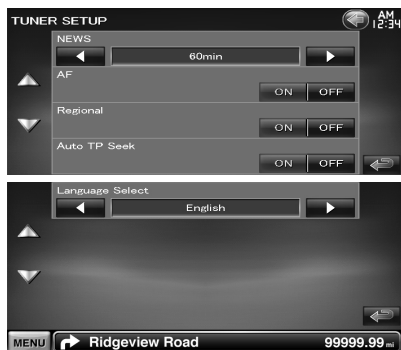 TUNER SETUP
AM 12:34
NEWS
60min
AF
ON OFF
Regional
ON OFF
Auto TP Seek
ON OFF
Language Select
English
MENU Ridgeview Road 99999.99 mi